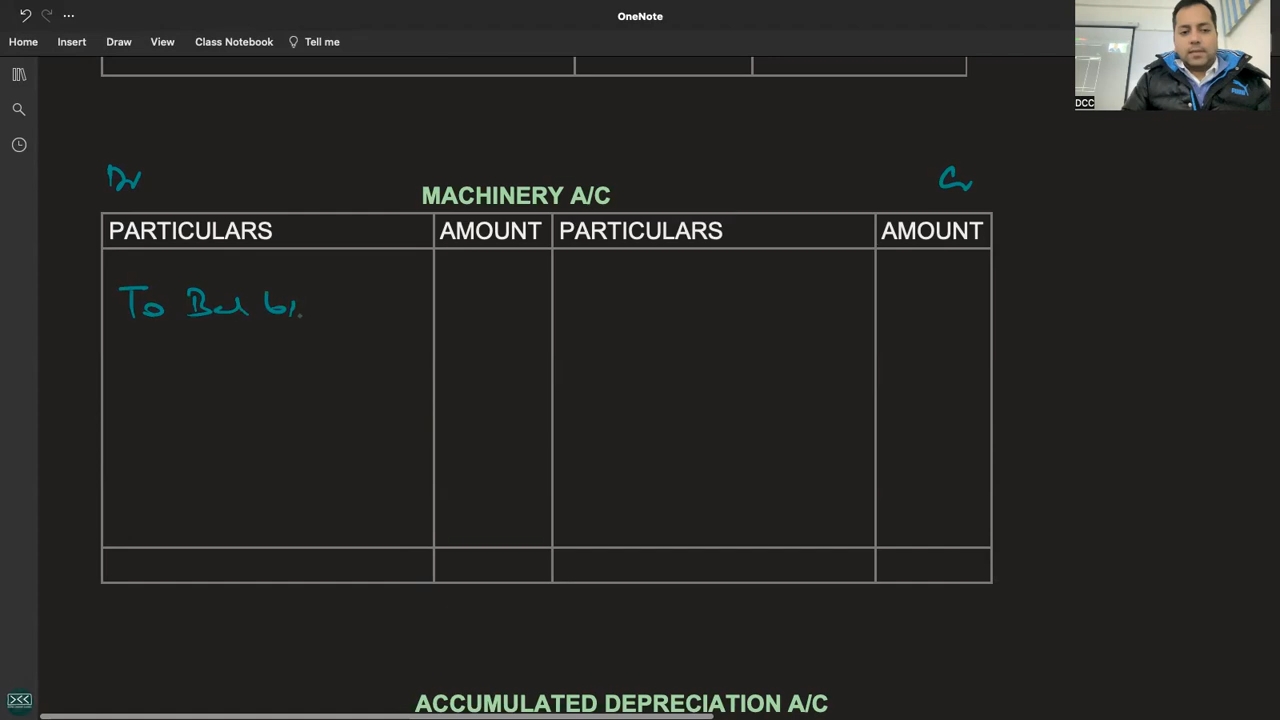 OneNote
Home Insert Draw View Class Notebook Tell me
DCC
Dr Cr
MACHINERY A/C
PARTICULARS AMOUNT PARTICULARS AMOUNT
To Bal b/
ACCUMULATED DEPRECIATION A/C